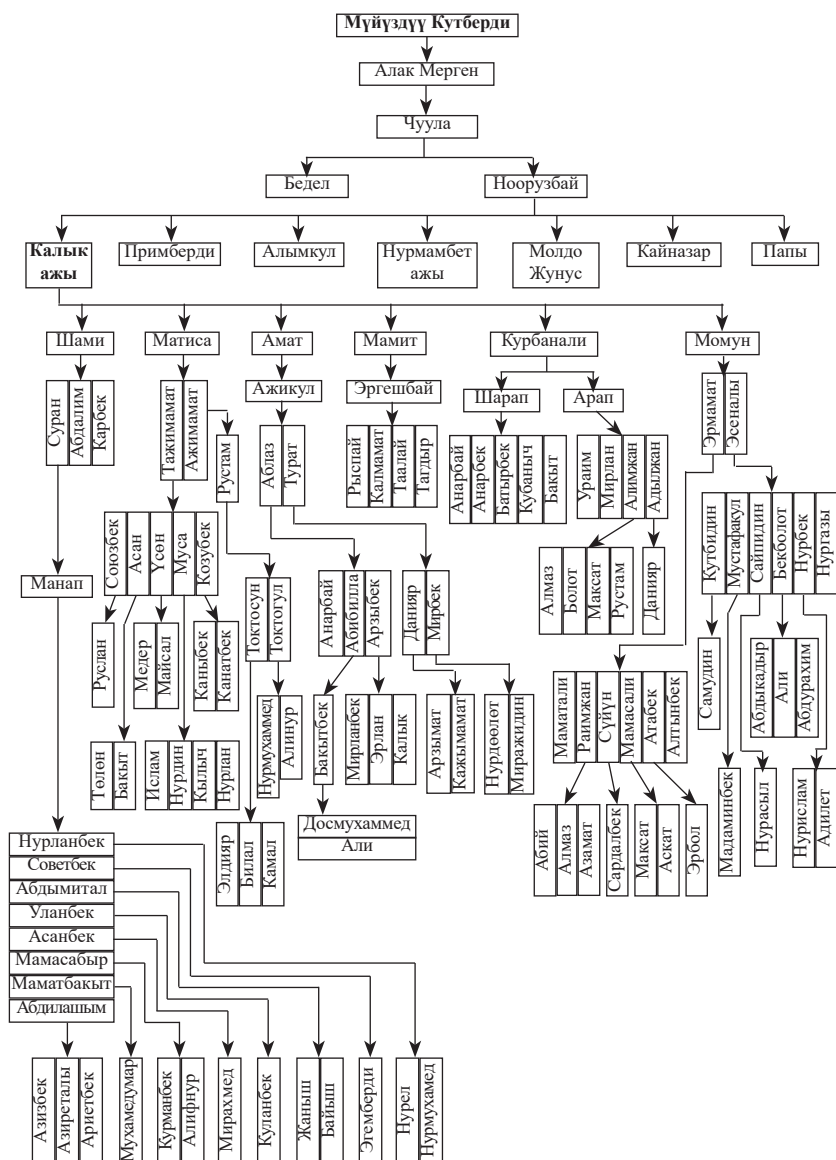 Мүйүздүү Кутберди
Алак Мерген
Чуула
Бедел
Ноорузбай
Калык
ажы
Примберди
Алымкул
Нурмамбет
ажы
Молдо
Жунус
Кайназар
Папы
Шами
Матиса
Амат
Мамит
Курбанали
Момун
Суран
Абдалим
Карбек
Тажимамат
Ажимамат
Рустам
Ажикул
Аблаз
Турат
Эргешбай
Рыспай
Калмамат
Таалай
Тагдыр
Шарап
Арап
Анарбай
Анарбек
Батырбек
Кубаныч
Бакыт
Ураим
Мирлан
Алимжан
Адылжан
Эрмамат
Эсеналы
Манап
Союзбек
Асан
Үсөн
Муса
Козубек
Руслан
Медер
Майсал
Каныбек
Канатбек
Төлөн
Бакыт
Ислам
Нурдин
Кылыч
Нурлан
Токтосун
Токтогул
Нурмухаммед
Алинур
Элдияр
Билал
Камал
Анарбай
Абибилла
Арзыбек
Данияр
Мирбек
Бакытбек
Мирланбек
Эрлан
Калык
Арзымат
Кажымамат
Нурдөөлөт
Миражидин
Досмухаммед
Али
Алмаз
Болот
Максат
Рустам
Данияр
Кутбидин
Мустафакул
Сайпидин
Бекболот
Нурбек
Нургазы
Маматали
Раимжан
Сүйүн
Мамасали
Атабек
Алтынбек
Самудин
Абдыкадыр
Али
Абдурахим
Абий
Алмаз
Азамат
Сардалбек
Максат
Аскат
Эрбол
Мадаминбек
Нурасыл
Нурислам
Адилет
Нурланбек
Советбек
Абдымитал
Уланбек
Асанбек
Мамасабыр
Маматбакыт
Абдилашым
Азизбек
Азиреталы
Ариетбек
Мухамедумар
Курманбек
Алифнур
Мирахмед
Куланбек
Жаныш
Байыш
Эгемберди
Нурел
Нурмухамед